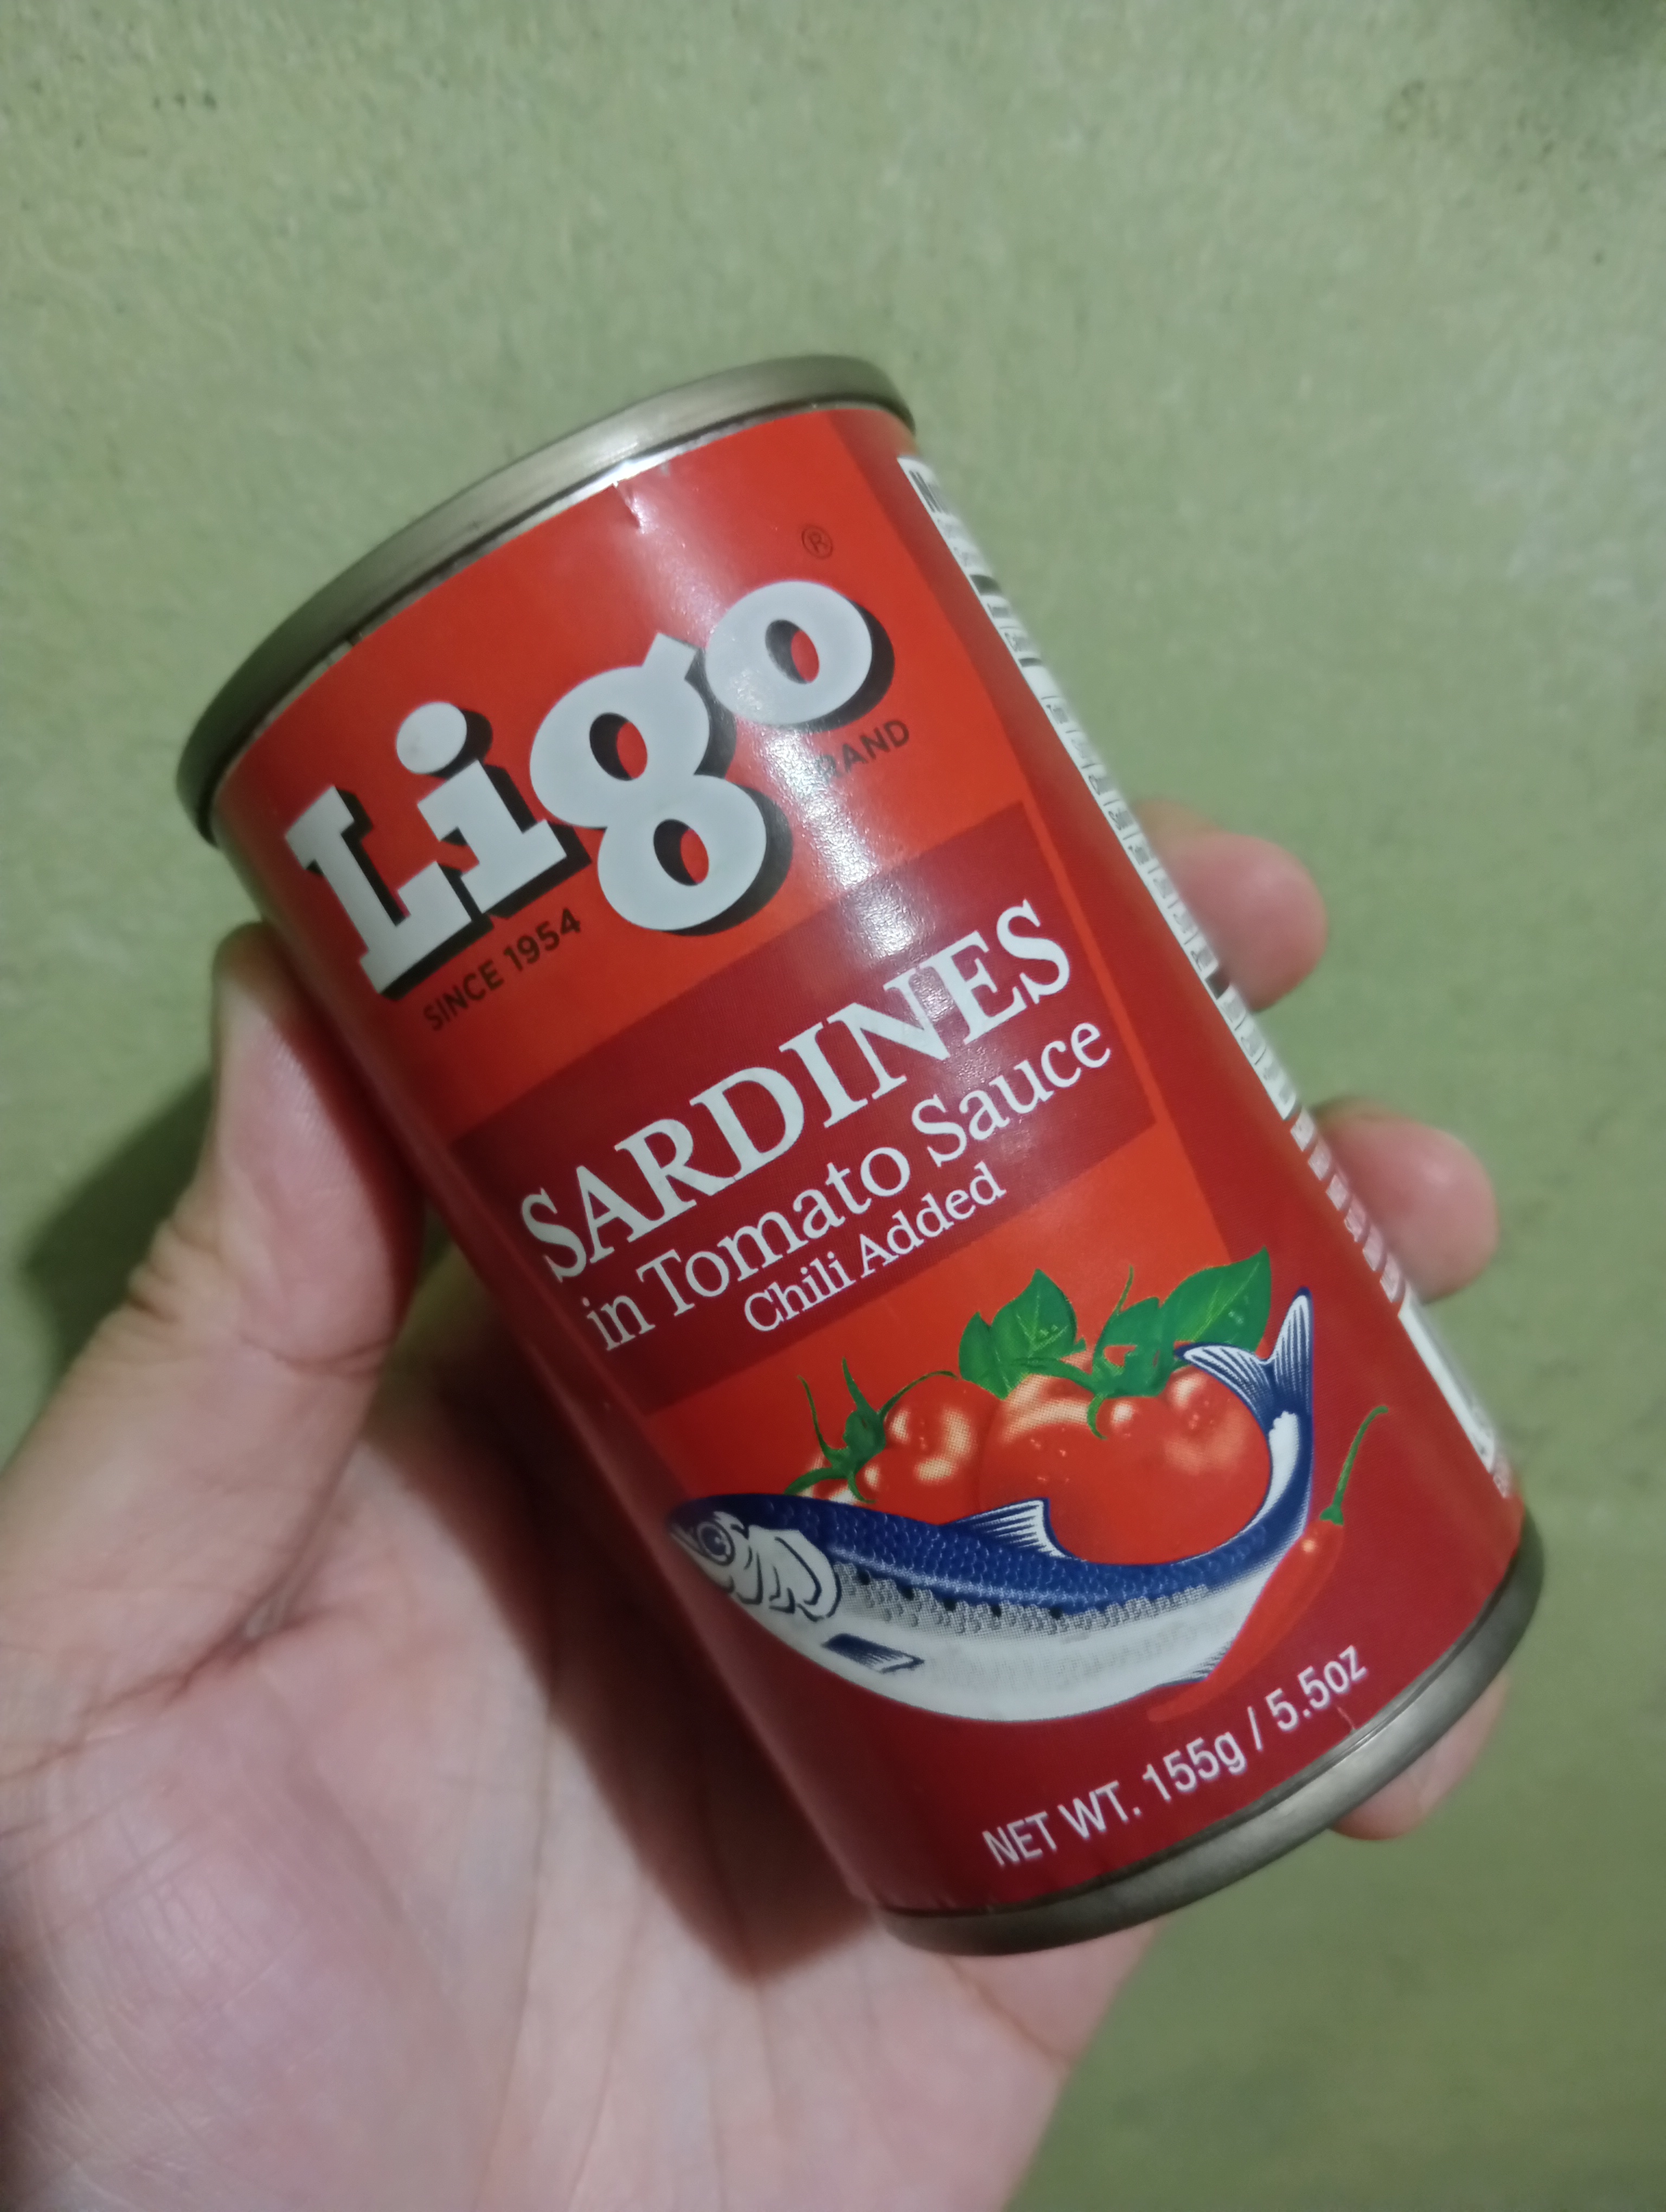 Ligo
®
SINCE 1954
BRAND
SARDINES
in Tomato Sauce
Chili Added
NET WT. 155g / 5.5oz